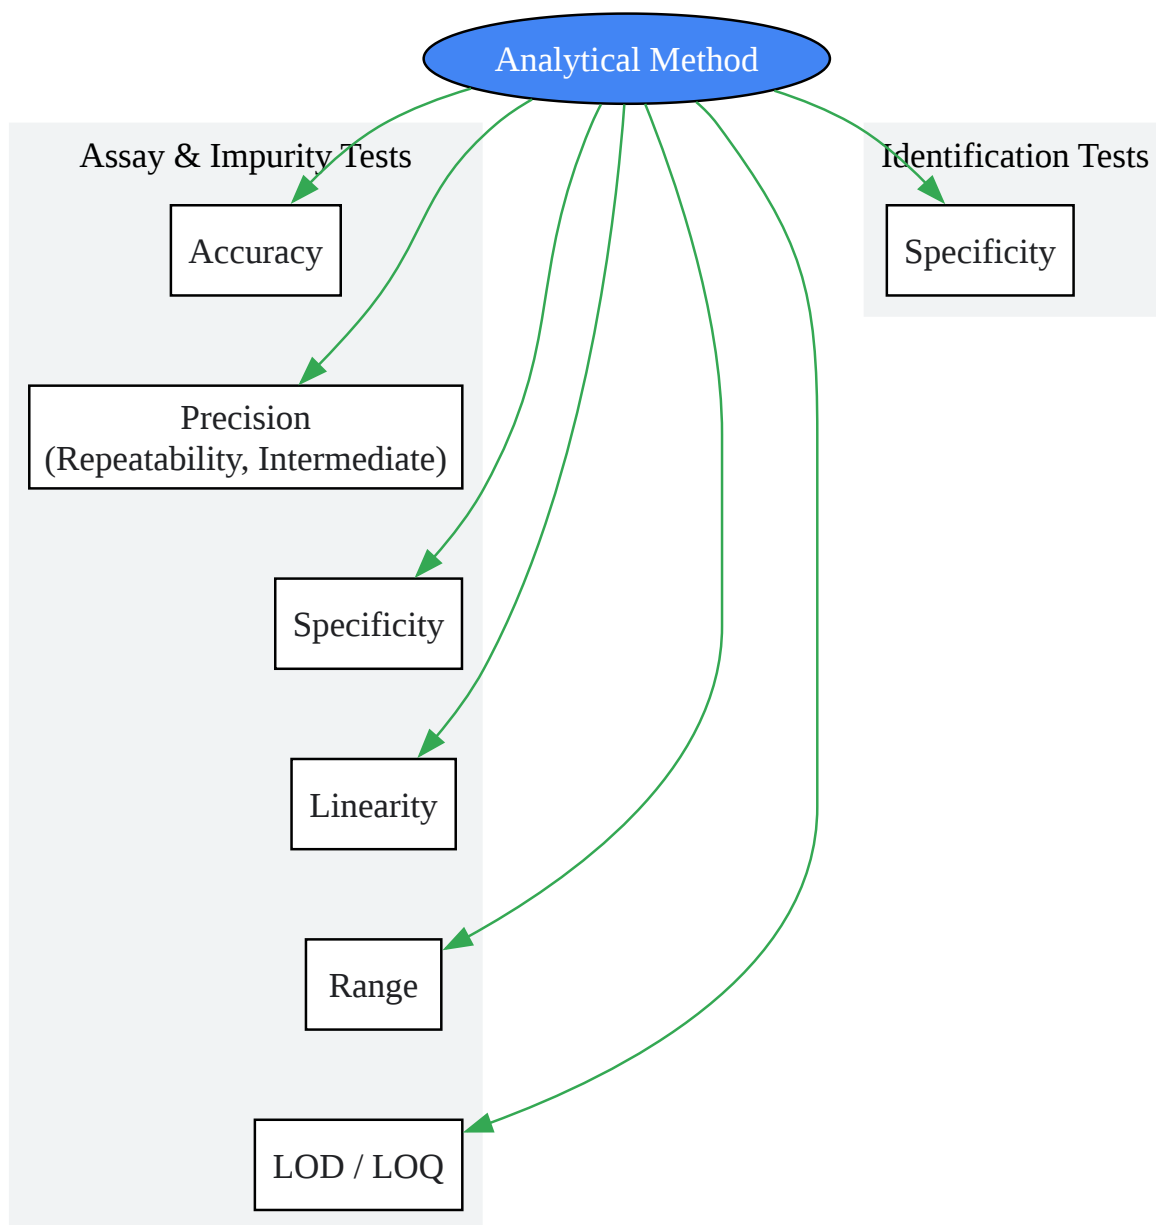 Analytical Method
Assay & Impurity Tests
Identification Tests
Accuracy
Specificity
Precision
(Repeatability, Intermediate)
Specificity
Linearity
Range
LOD / LOQ